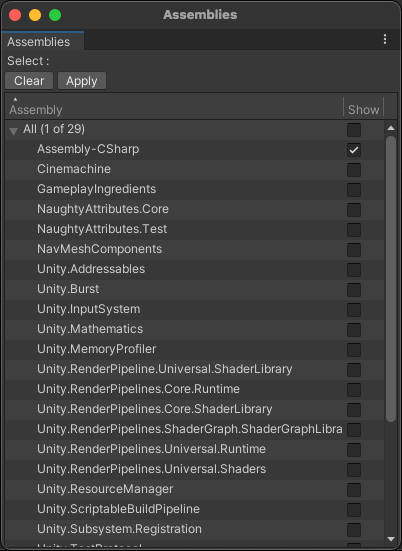 Assemblies
Assemblies
Select :
Clear Apply
Assembly Show
All (1 of 29)
Assembly-CSharp
Cinemachine
GameplayIngredients
NaughtyAttributes.Core
NaughtyAttributes.Test
NavMeshComponents
Unity.Addressables
Unity.Burst
Unity.InputSystem
Unity.Mathematics
Unity.MemoryProfiler
Unity.RenderPipeline.Universal.ShaderLibrary
Unity.RenderPipelines.Core.Runtime
Unity.RenderPipelines.Core.ShaderLibrary
Unity.RenderPipelines.ShaderGraph.ShaderGraphLibra
Unity.RenderPipelines.Universal.Runtime
Unity.RenderPipelines.Universal.Shaders
Unity.ResourceManager
Unity.ScriptableBuildPipeline
Unity.Subsystem.Registration
Unity.TestProtocol